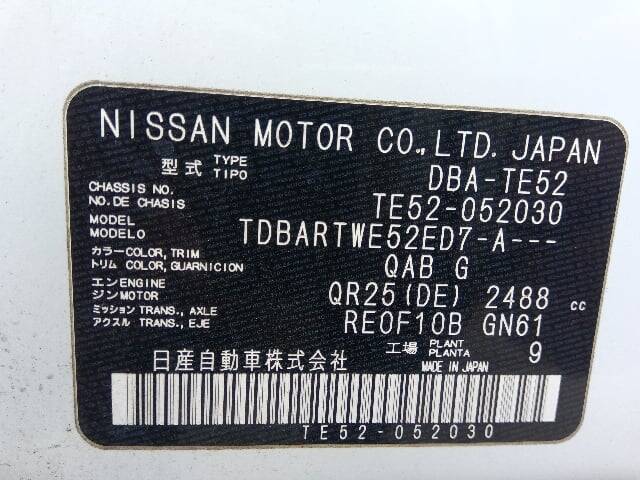 NISSAN MOTOR CO., LTD. JAPAN
型式 TYPE TIPO DBA-TE52
CHASSIS NO. NO. DE CHASIS TE52-052030
MODEL MODELO TDBARTWE52ED7-A---
カラー COLOR, TRIM
トリム COLOR, GUARNICION QAB G
エンENGINE
ジンMOTOR QR25(DE) 2488 cc
ミッション TRANS., AXLE
アクスル TRANS., EJE RE0F10B GN61
工場 PLANT PLANTA 9
日産自動車株式会社 MADE IN JAPAN
TE52-052030